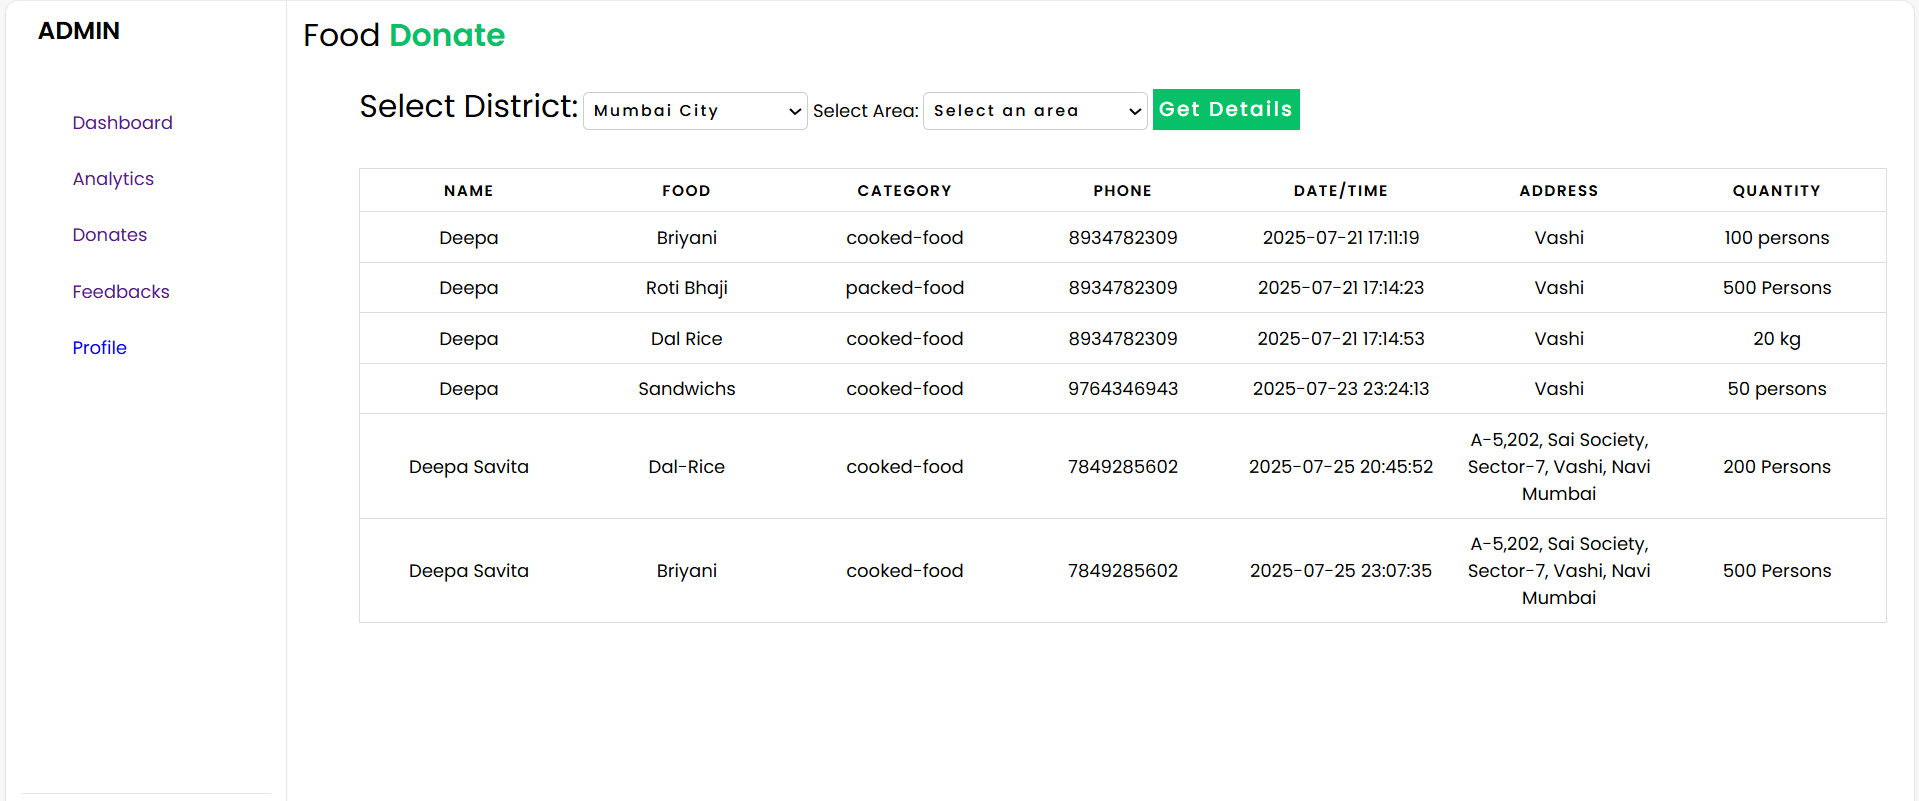 ADMIN
Food Donate
Dashboard
Analytics
Donates
Feedbacks
Profile
Select District: Mumbai City Select Area: Select an area Get Details
NAME FOOD CATEGORY PHONE DATE/TIME ADDRESS QUANTITY
Deepa Briyani cooked-food 8934782309 2025-07-21 17:11:19 Vashi 100 persons
Deepa Roti Bhaji packed-food 8934782309 2025-07-21 17:14:23 Vashi 500 Persons
Deepa Dal Rice cooked-food 8934782309 2025-07-21 17:14:53 Vashi 20 kg
Deepa Sandwichs cooked-food 9764346943 2025-07-23 23:24:13 Vashi 50 persons
Deepa Savita Dal-Rice cooked-food 7849285602 2025-07-25 20:45:52 A-5,202, Sai Society,
Sector-7, Vashi, Navi
Mumbai 200 Persons
Deepa Savita Briyani cooked-food 7849285602 2025-07-25 23:07:35 A-5,202, Sai Society,
Sector-7, Vashi, Navi
Mumbai 500 Persons